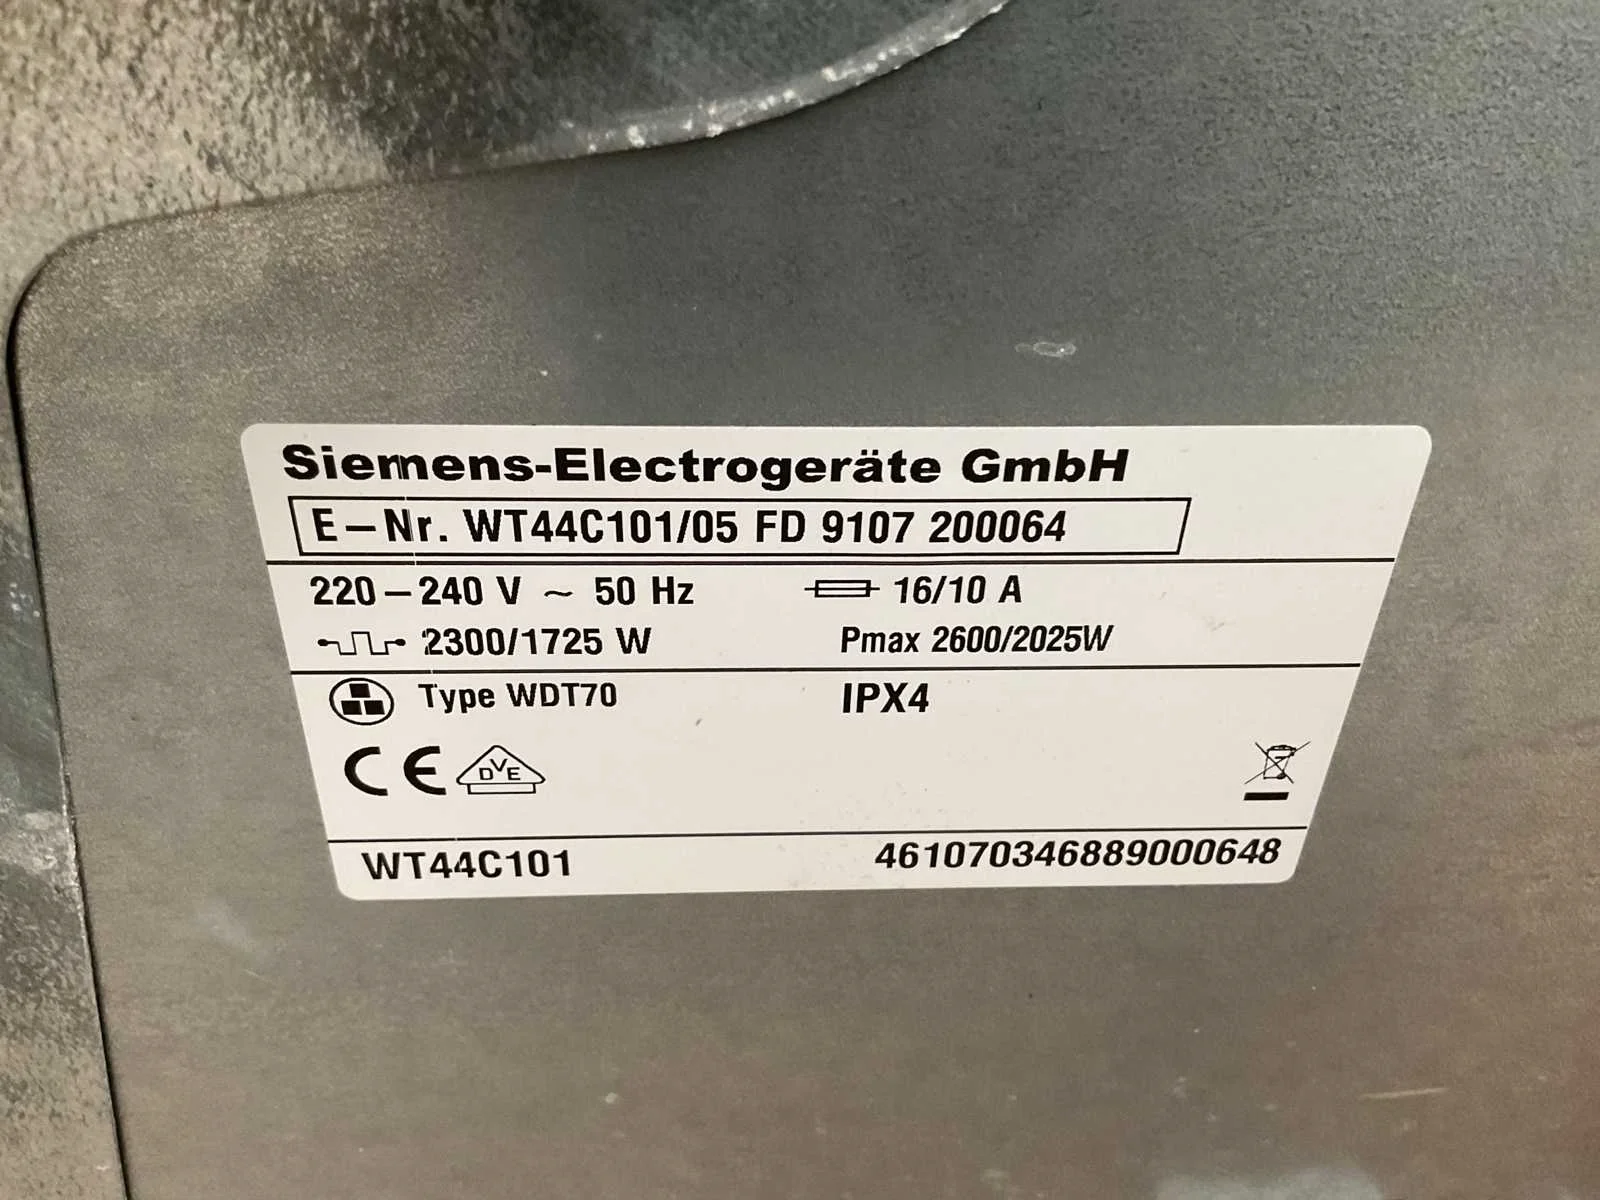 Siemens-Electrogeräte GmbH
E-Nr. WT44C101/05 FD 9107 200064
220-240 V ~ 50 Hz 16/10 A
2300/1725 W Pmax 2600/2025W
Type WDT70 IPX4
CE DVE
WT44C101 461070346889000648